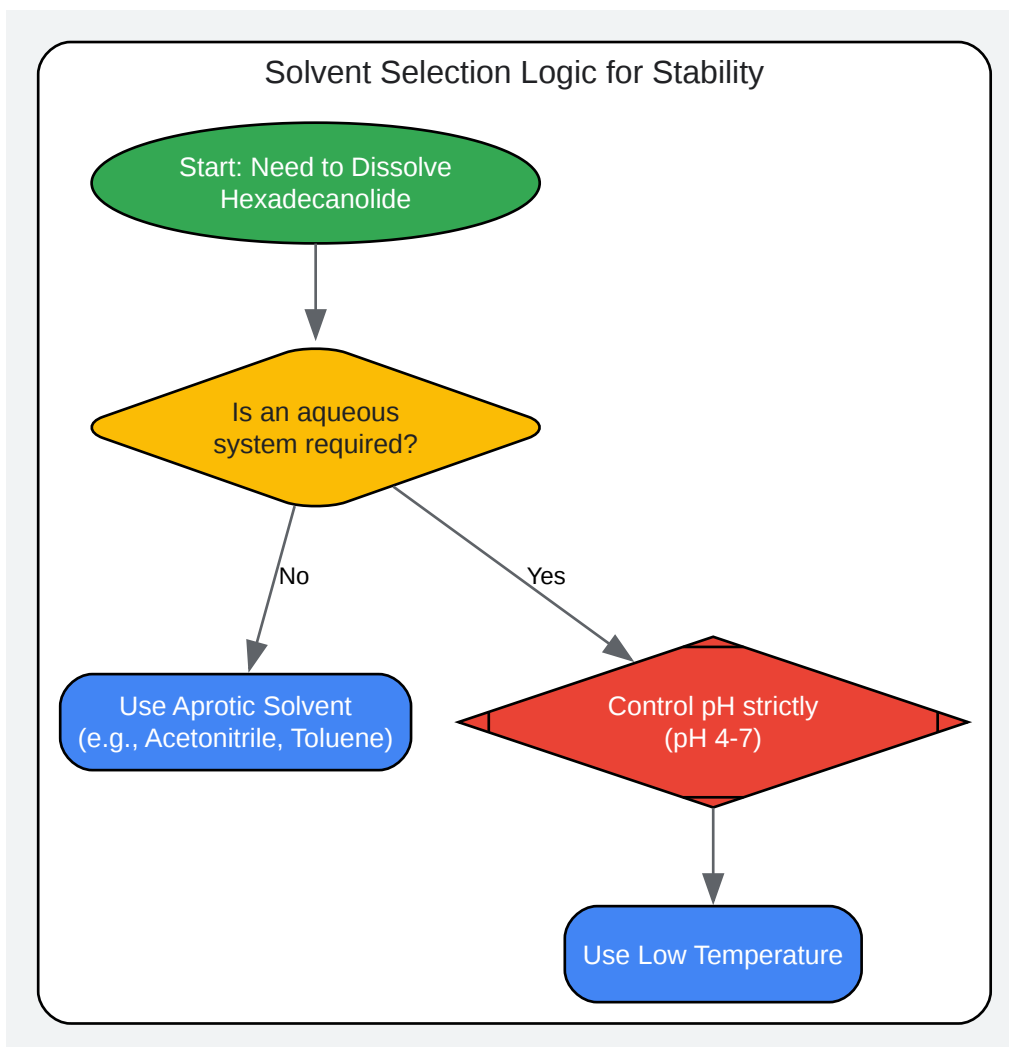 Solvent Selection Logic for Stability
Start: Need to Dissolve
Hexadecanolide
Is an aqueous
system required?
No
Yes
Use Aprotic Solvent
(e.g., Acetonitrile, Toluene)
Control pH strictly
(pH 4-7)
Use Low Temperature